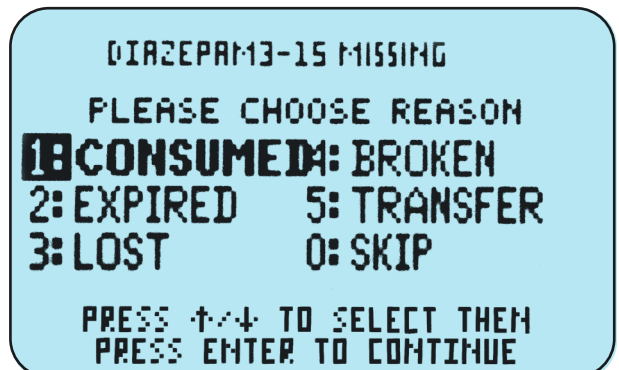 DIAZEPAM3-15 MISSING
PLEASE CHOOSE REASON
1:CONSUMED4: BROKEN
2: EXPIRED 5: TRANSFER
3: LOST 0: SKIP
PRESS ↑/↓ TO SELECT THEN
PRESS ENTER TO CONTINUE